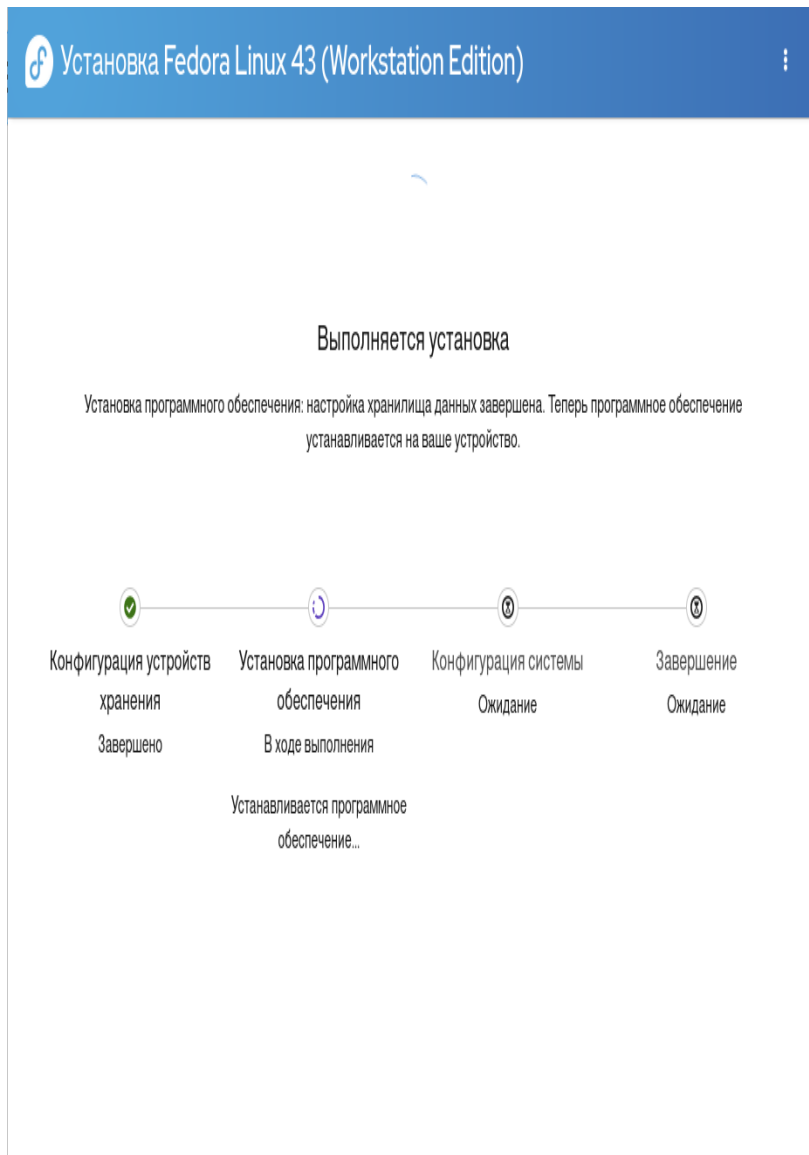 Установка Fedora Linux 43 (Workstation Edition)
Выполняется установка
Установка программного обеспечения: настройка хранилища данных завершена. Теперь программное обеспечение
устанавливается на ваше устройство.
Конфигурация устройств
хранения
Завершено
Установка программного
обеспечения
В ходе выполнения
Устанавливается программное
обеспечение...
Конфигурация системы
Ожидание
Завершение
Ожидание